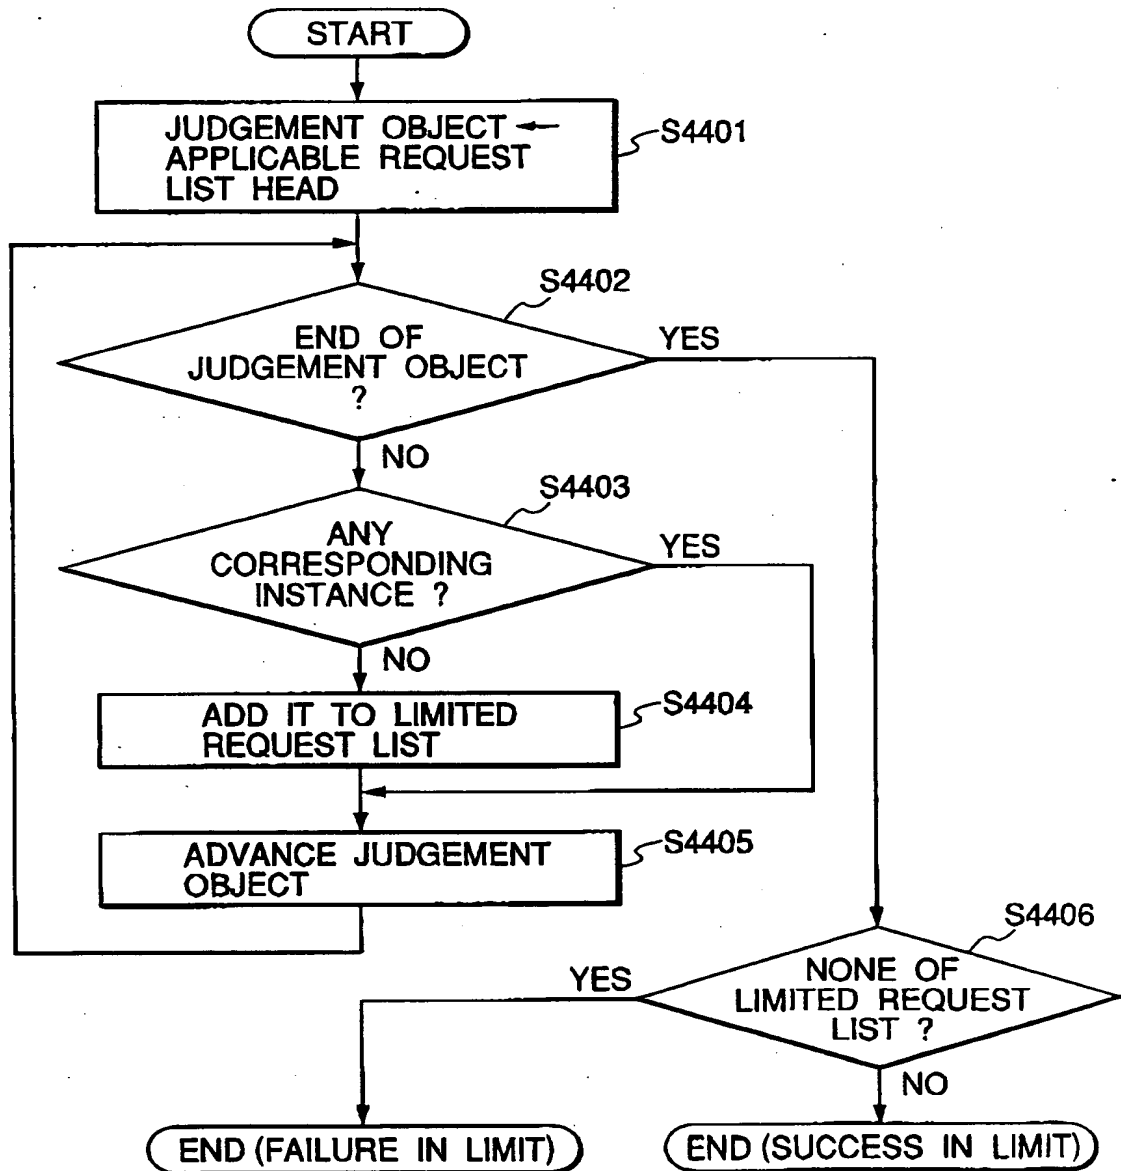 START
JUDGEMENT OBJECT ←
APPLICABLE REQUEST
LIST HEAD
S4401
S4402
END OF
JUDGEMENT OBJECT
?
YES
NO
S4403
ANY
CORRESPONDING
INSTANCE ?
YES
NO
ADD IT TO LIMITED
REQUEST LIST
S4404
ADVANCE JUDGEMENT
OBJECT
S4405
S4406
NONE OF
LIMITED REQUEST
LIST ?
YES
NO
END (FAILURE IN LIMIT)
END (SUCCESS IN LIMIT)